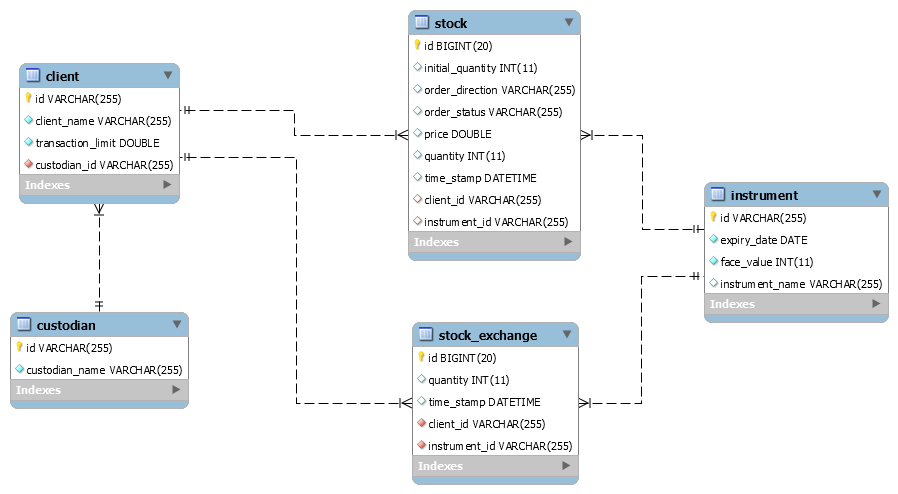 stock
id BIGINT(20)
initial_quantity INT(11)
order_direction VARCHAR(255)
order_status VARCHAR(255)
price DOUBLE
quantity INT(11)
time_stamp DATETIME
client_id VARCHAR(255)
instrument_id VARCHAR(255)
Indexes
client
id VARCHAR(255)
client_name VARCHAR(255)
transaction_limit DOUBLE
custodian_id VARCHAR(255)
Indexes
instrument
id VARCHAR(255)
expiry_date DATE
face_value INT(11)
instrument_name VARCHAR(255)
Indexes
custodian
id VARCHAR(255)
custodian_name VARCHAR(255)
Indexes
stock_exchange
id BIGINT(20)
quantity INT(11)
time_stamp DATETIME
client_id VARCHAR(255)
instrument_id VARCHAR(255)
Indexes